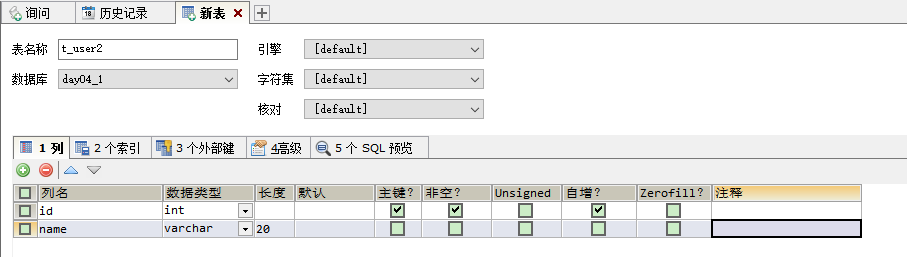 询问 历史记录 新表
表名称 t_user2 引擎 [default]
数据库 day04_1 字符集 [default]
核对 [default]
1 列 2 个索引 3 个外部键 4高级 5 个 SQL 预览
列名 数据类型 长度 默认 主键? 非空? Unsigned 自增? Zerofill? 注释
id int
name varchar 20